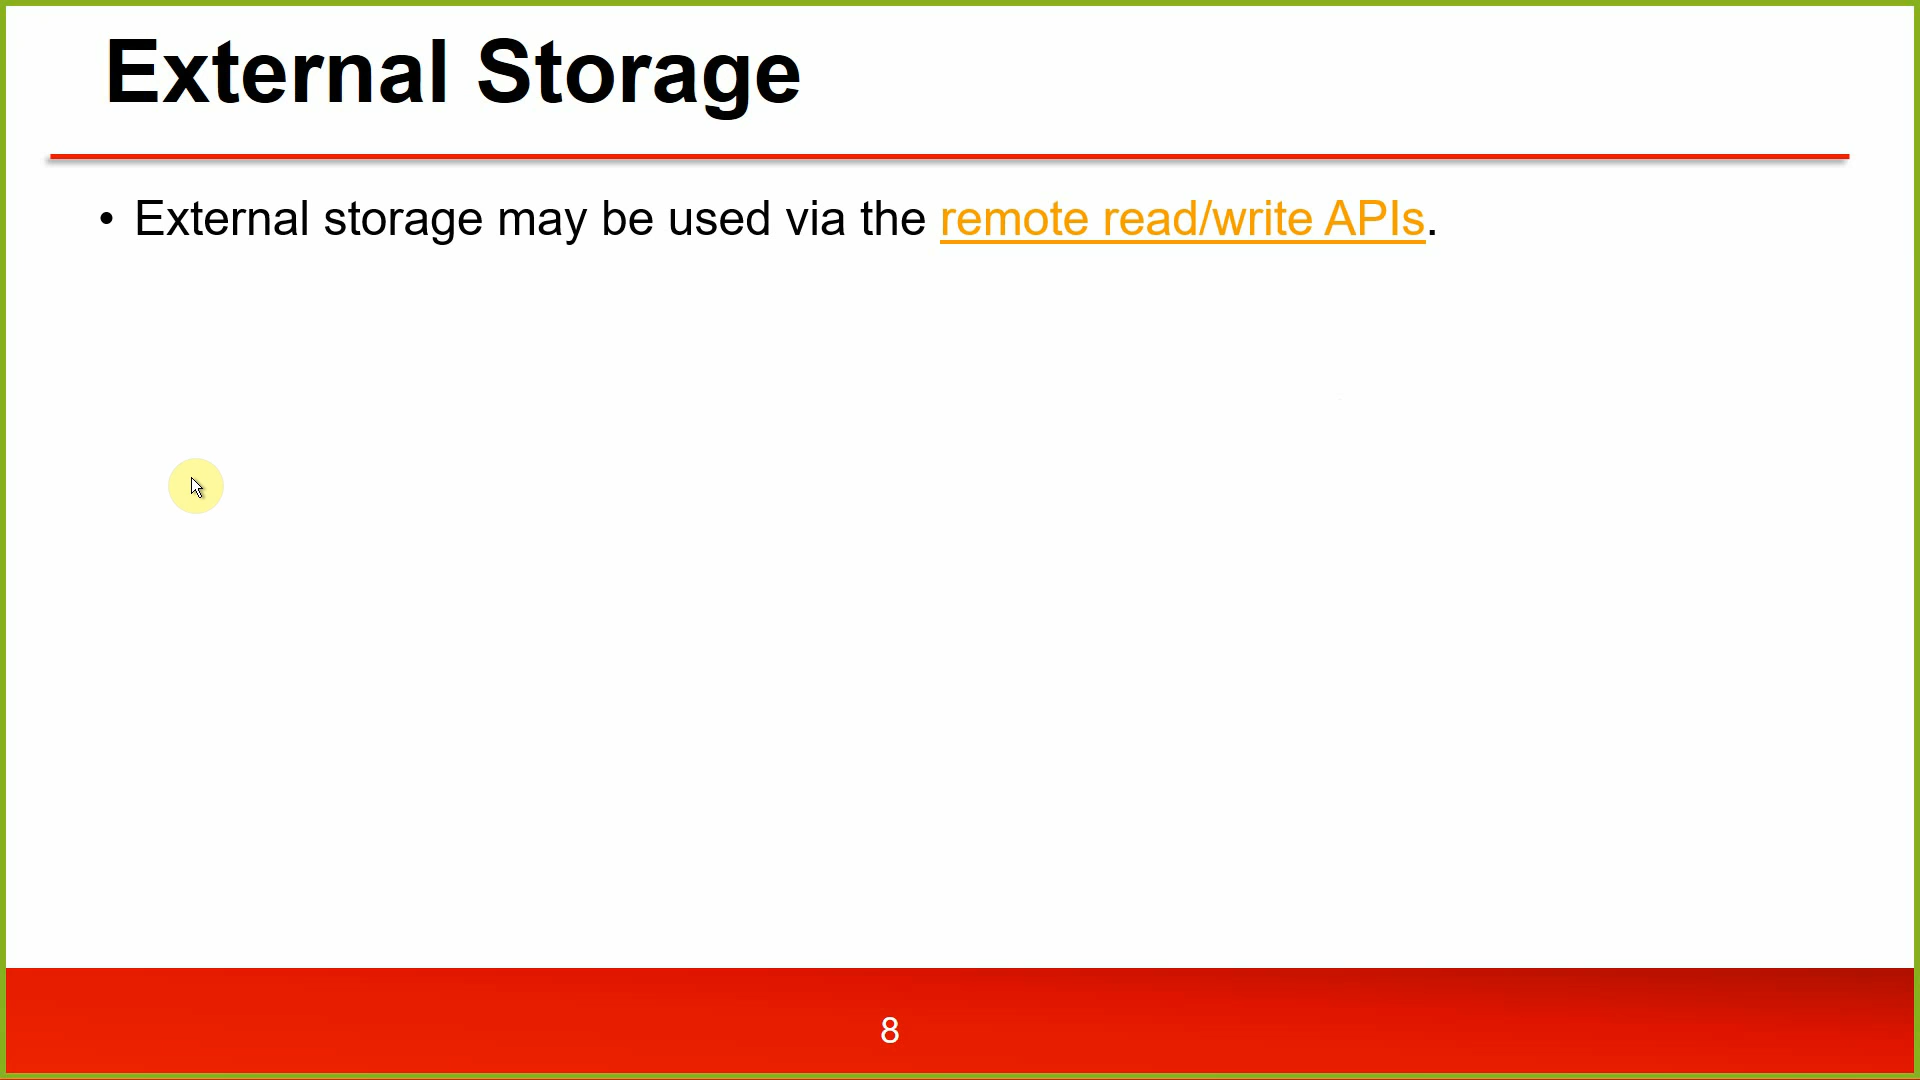 External Storage
• External storage may be used via the remote read/write APIs.
8